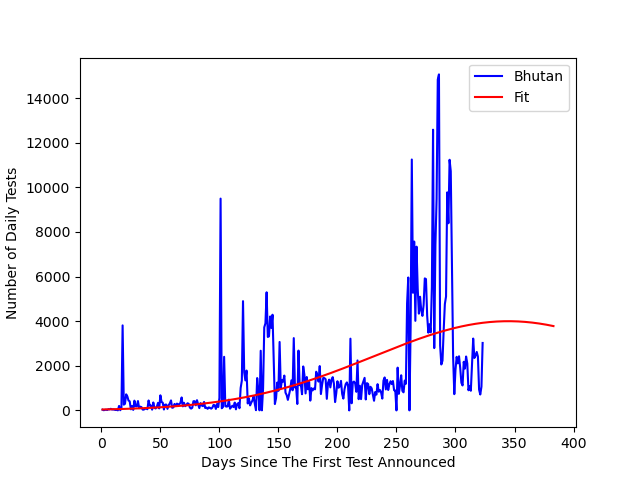 Bhutan
Fit
14000
12000
10000
8000
6000
4000
2000
0
Number of Daily Tests
0 50 100 150 200 250 300 350 400
Days Since The First Test Announced